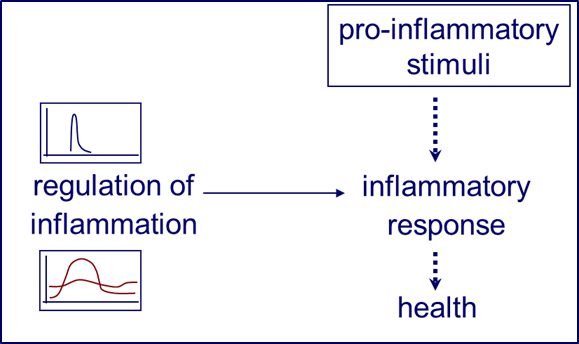 pro-inflammatory
stimuli
regulation of
inflammation
inflammatory
response
health